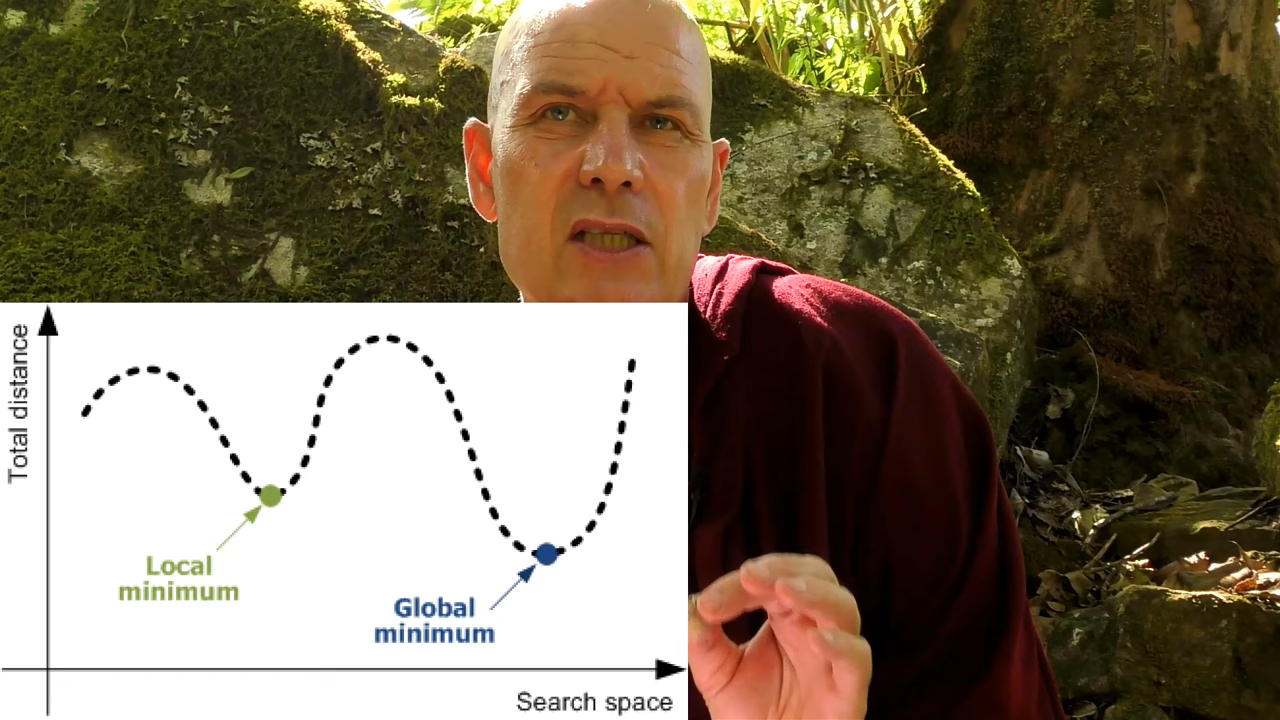 Total distance
Local
minimum
Global
minimum
Search space